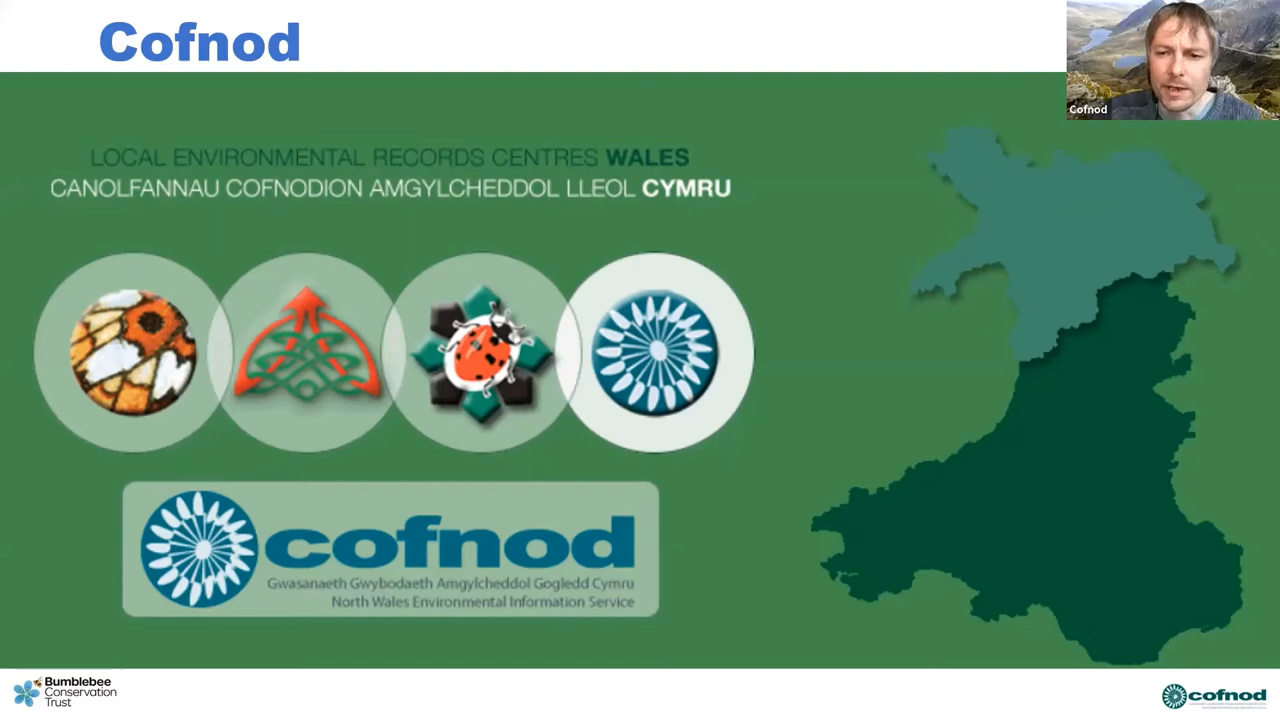 Cofnod
Cofnod
LOCAL ENVIRONMENTAL RECORDS CENTRES WALES
CANOLFANNAU COFNODION AMGYLCHEDDOL LLEOL CYMRU
cofnod
Gwasanaeth Gwybodaeth Amgylcheddol Gogledd Cymru
North Wales Environmental Information Service
Bumblebee
Conservation
Trust
cofnod